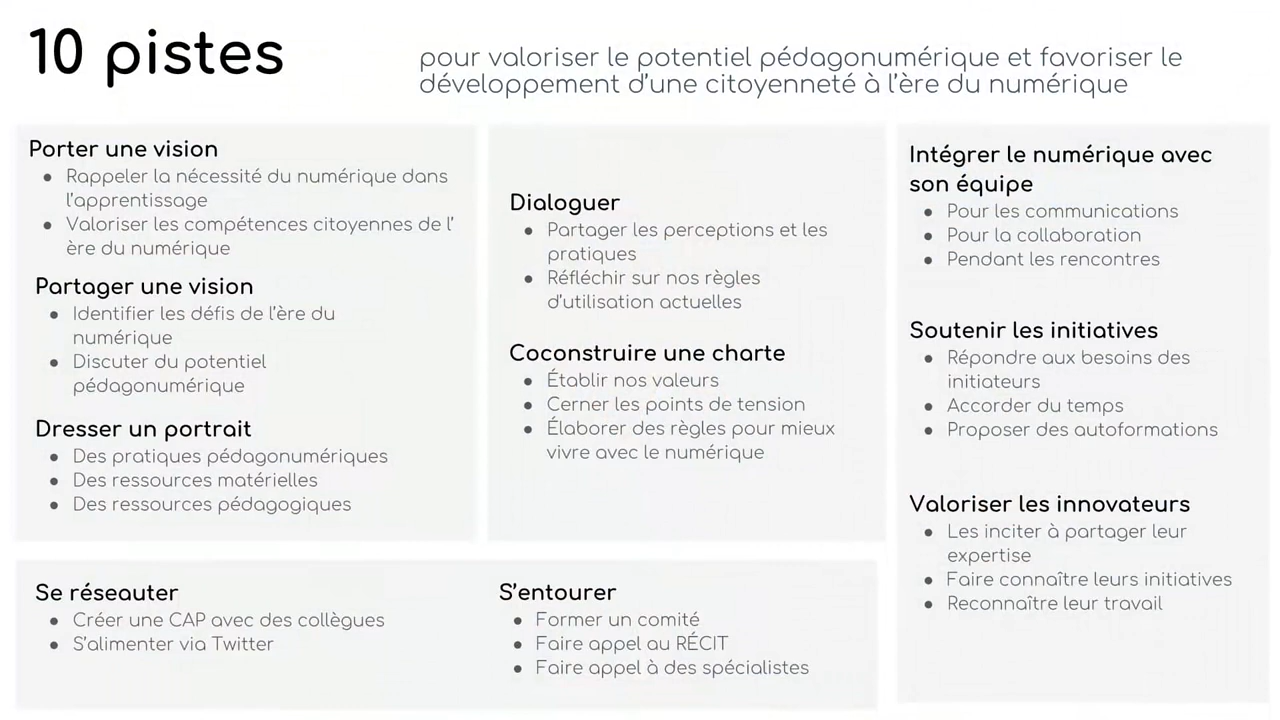 10 pistes
pour valoriser le potentiel pédagonumérique et favoriser le
développement d'une citoyenneté à l'ère du numérique
Porter une vision
● Rappeler la nécessité du numérique dans
l'apprentissage
● Valoriser les compétences citoyennes de l'
ère du numérique
Partager une vision
● Identifier les défis de l'ère du
numérique
● Discuter du potentiel
pédagonumérique
Dresser un portrait
● Des pratiques pédagonumériques
● Des ressources matérielles
● Des ressources pédagogiques
Dialoguer
● Partager les perceptions et les
pratiques
● Réfléchir sur nos règles
d'utilisation actuelles
Coconstruire une charte
● Établir nos valeurs
● Cerner les points de tension
● Élaborer des règles pour mieux
vivre avec le numérique
Intégrer le numérique avec
son équipe
● Pour les communications
● Pour la collaboration
● Pendant les rencontres
Soutenir les initiatives
● Répondre aux besoins des
initiateurs
● Accorder du temps
● Proposer des autoformations
Valoriser les innovateurs
● Les inciter à partager leur
expertise
● Faire connaître leurs initiatives
● Reconnaître leur travail
Se réseauter
● Créer une CAP avec des collègues
● S'alimenter via Twitter
S'entourer
● Former un comité
● Faire appel au RÉCIT
● Faire appel à des spécialistes